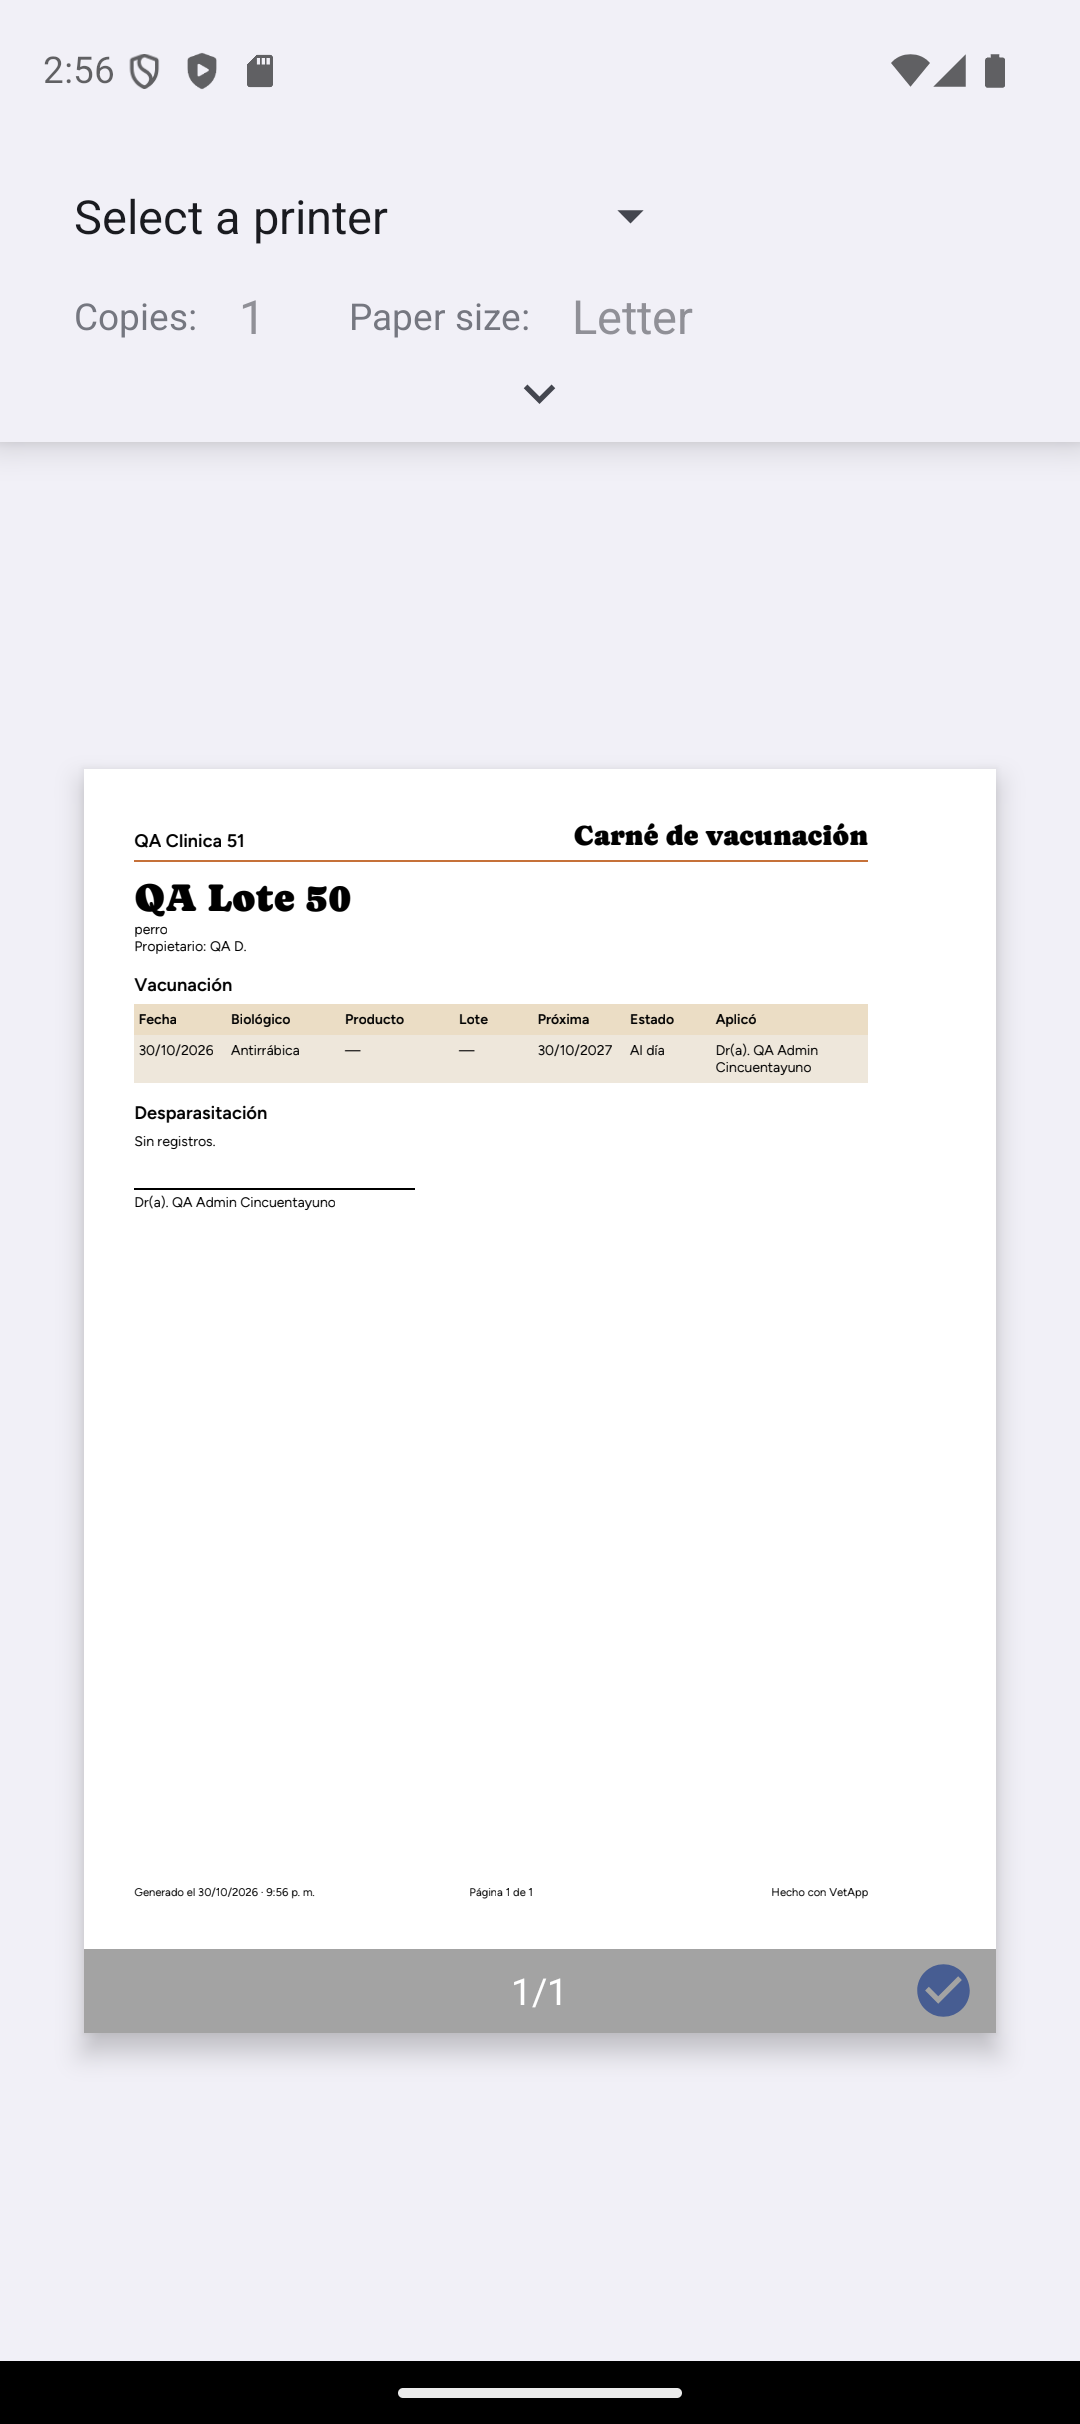 2:56
Select a printer
Copies: 1 Paper size: Letter
QA Clinica 51 Carné de vacunación
QA Lote 50
perro
Propietario: QA D.
Vacunación
Fecha Biológico Producto Lote Próxima Estado Aplicó
30/10/2026 Antirrábica — — 30/10/2027 Al día Dr(a). QA Admin
Cincuentayuno
Desparasitación
Sin registros.
Dr(a). QA Admin Cincuentayuno
Generado el 30/10/2026 · 9:56 p. m. Página 1 de 1 Hecho con VetApp
1/1